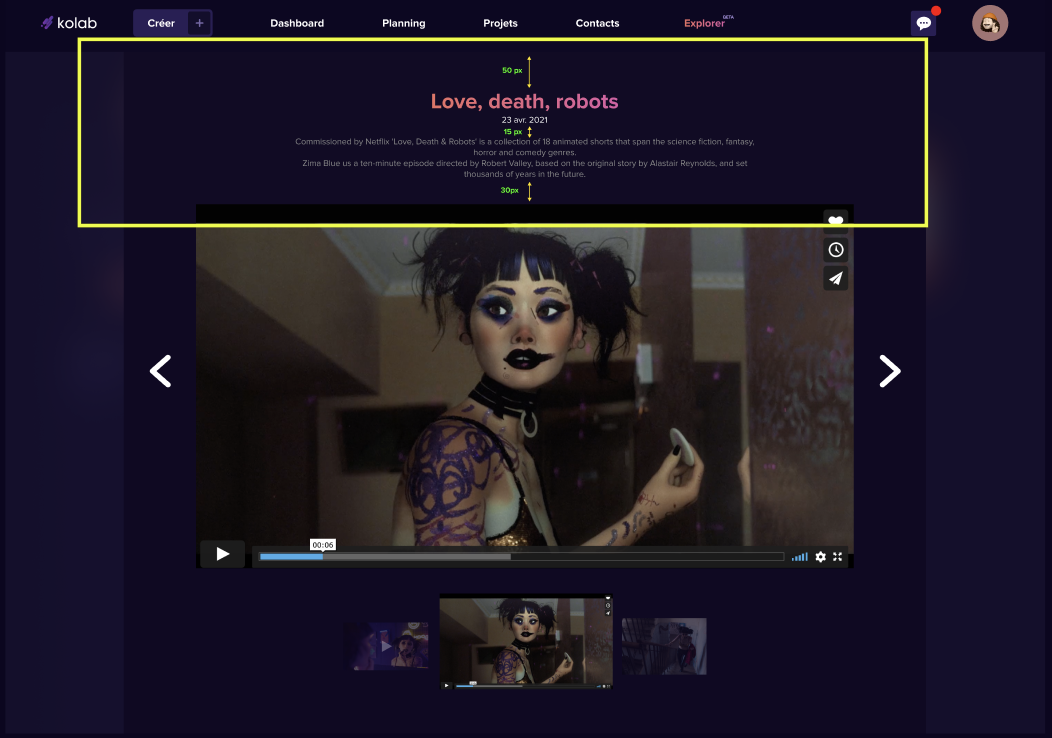 kolab
Créer +
Dashboard
Planning
Projets
Contacts
Explorer BETA
50 px
Love, death, robots
23 avr. 2021
15 px
Commissioned by Netflix 'Love, Death & Robots' is a collection of 18 animated shorts that span the science fiction, fantasy,
horror and comedy genres.
Zima Blue us a ten-minute episode directed by Robert Valley, based on the original story by Alastair Reynolds, and set
thousands of years in the future.
30px
00:06